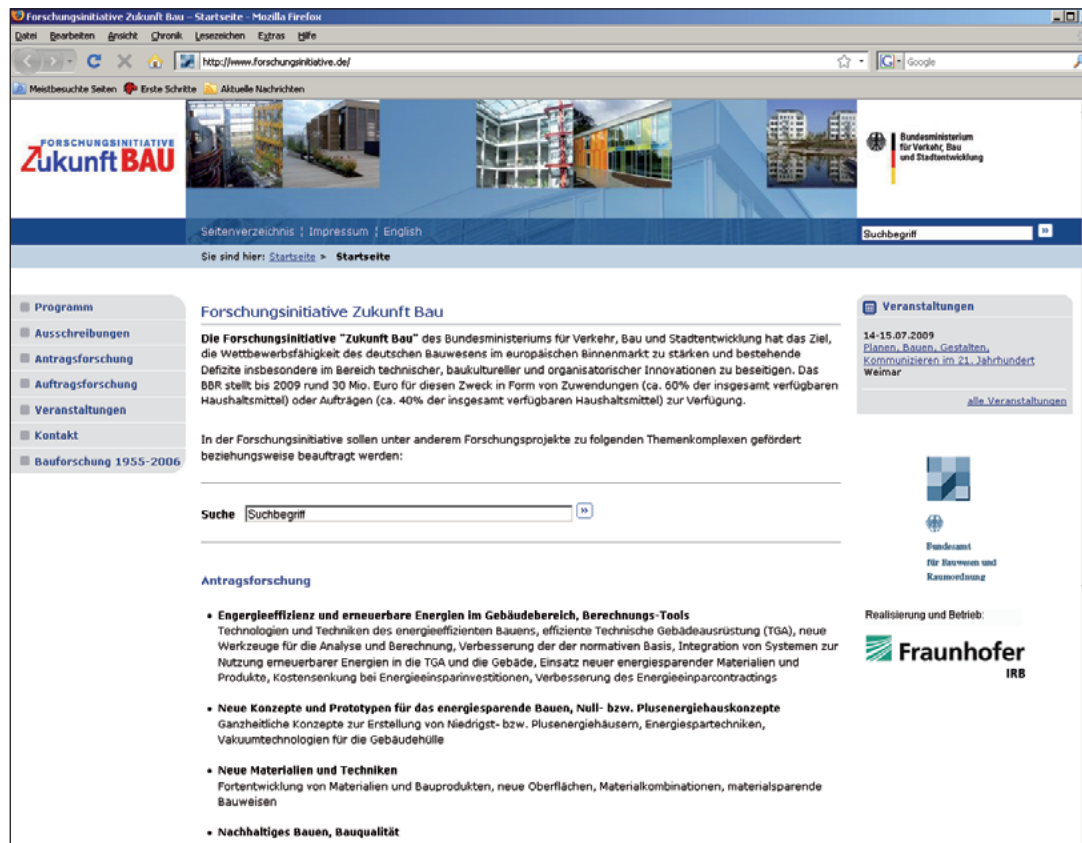 Forschungsinitiative Zukunft Bau – Startseite - Mozilla Firefox
Datei Bearbeiten Ansicht Chronik Lesezeichen Extras Hilfe
http://www.forschungsinitiative.de/
Google
Meistbesuchte Seiten Erste Schritte Aktuelle Nachrichten
FORSCHUNGSINITIATIVE
Zukunft BAU
Bundesministerium
für Verkehr, Bau
und Stadtentwicklung
Seitenverzeichnis ¦ Impressum ¦ English
Suchbegriff
Sie sind hier: Startseite > Startseite
Programm
Ausschreibungen
Antragsforschung
Auftragsforschung
Veranstaltungen
Kontakt
Bauforschung 1955-2006
Forschungsinitiative Zukunft Bau
Die Forschungsinitiative "Zukunft Bau" des Bundesministeriums für Verkehr, Bau und Stadtentwicklung hat das Ziel,
die Wettbewerbsfähigkeit des deutschen Bauwesens im europäischen Binnenmarkt zu stärken und bestehende
Defizite insbesondere im Bereich technischer, baukultureller und organisatorischer Innovationen zu beseitigen. Das
BBR stellt bis 2009 rund 30 Mio. Euro für diesen Zweck in Form von Zuwendungen (ca. 60% der insgesamt verfügbaren
Haushaltsmittel) oder Aufträgen (ca. 40% der insgesamt verfügbaren Haushaltsmittel) zur Verfügung.
In der Forschungsinitiative sollen unter anderem Forschungsprojekte zu folgenden Themenkomplexen gefördert
beziehungsweise beauftragt werden:
Suche Suchbegriff
Antragsforschung
• Engergieeffizienz und erneuerbare Energien im Gebäudebereich, Berechnungs-Tools
Technologien und Techniken des energieeffizienten Bauens, effiziente Technische Gebäudeausrüstung (TGA), neue
Werkzeuge für die Analyse und Berechnung, Verbesserung der der normativen Basis, Integration von Systemen zur
Nutzung erneuerbarer Energien in die TGA und die Gebäude, Einsatz neuer energiesparender Materialien und
Produkte, Kostensenkung bei Energieeinsparinvestitionen, Verbesserung des Energieeinparcontractings
• Neue Konzepte und Prototypen für das energiesparende Bauen, Null- bzw. Plusenergiehauskonzepte
Ganzheitliche Konzepte zur Erstellung von Niedrigst- bzw. Plusenergiehäusern, Energiespartechniken,
Vakuumtechnologien für die Gebäudehülle
• Neue Materialien und Techniken
Fortentwicklung von Materialien und Bauprodukten, neue Oberflächen, Materialkombinationen, materialsparende
Bauweisen
• Nachhaltiges Bauen, Bauqualität
Veranstaltungen
14-15.07.2009
Planen, Bauen, Gestalten,
Kommunizieren im 21. Jahrhundert
Weimar
alle Veranstaltungen
Bundesamt
für Bauwesen und
Raumordnung
Realisierung und Betrieb:
Fraunhofer
IRB